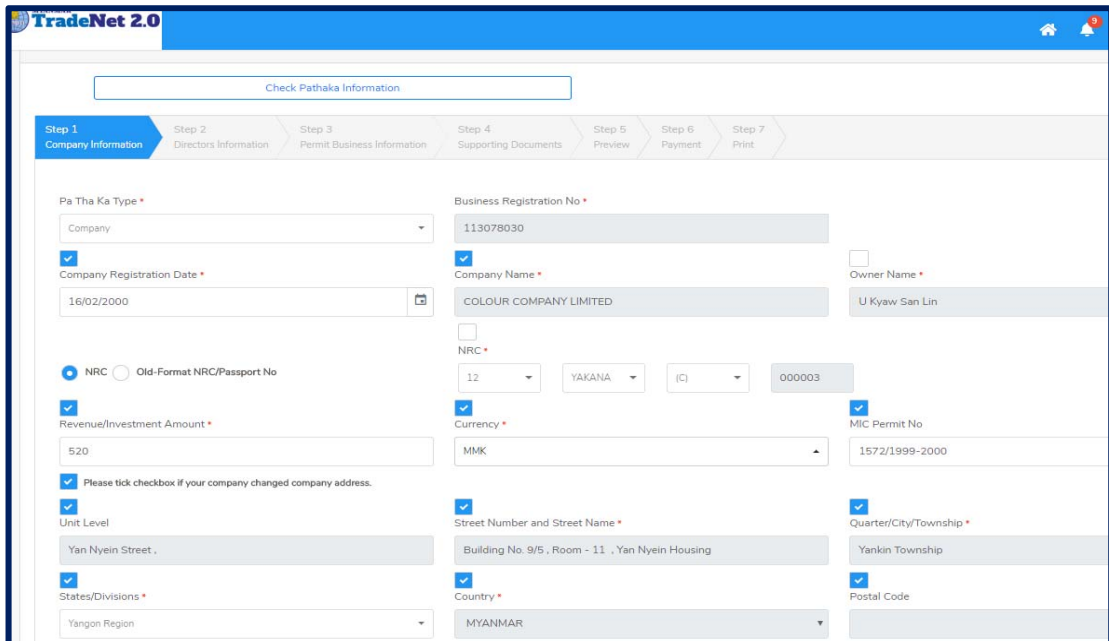 TradeNet 2.0
9
Check Pathaka Information
Step 1 Step 2 Step 3 Step 4 Step 5 Step 6 Step 7
Company Information Directors Information Permit Business Information Supporting Documents Preview Payment Print
Pa Tha Ka Type * Business Registration No *
Company 113078030
Company Registration Date * Company Name * Owner Name *
16/02/2000 COLOUR COMPANY LIMITED U Kyaw San Lin
NRC *
NRC Old-Format NRC/Passport No 12 YAKANA (C) 000003
Revenue/Investment Amount * Currency * MIC Permit No
520 MMK 1572/1999-2000
Please tick checkbox if your company changed company address.
Unit Level Street Number and Street Name * Quarter/City/Township *
Yan Nyein Street , Building No. 9/5 , Room - 11 , Yan Nyein Housing Yankin Township
States/Divisions * Country * Postal Code
Yangon Region MYANMAR